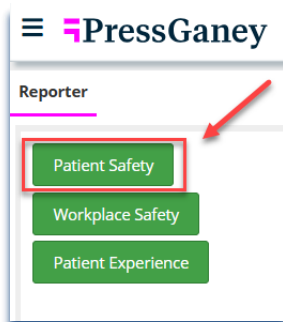 PressGaney
Reporter
Patient Safety
Workplace Safety
Patient Experience